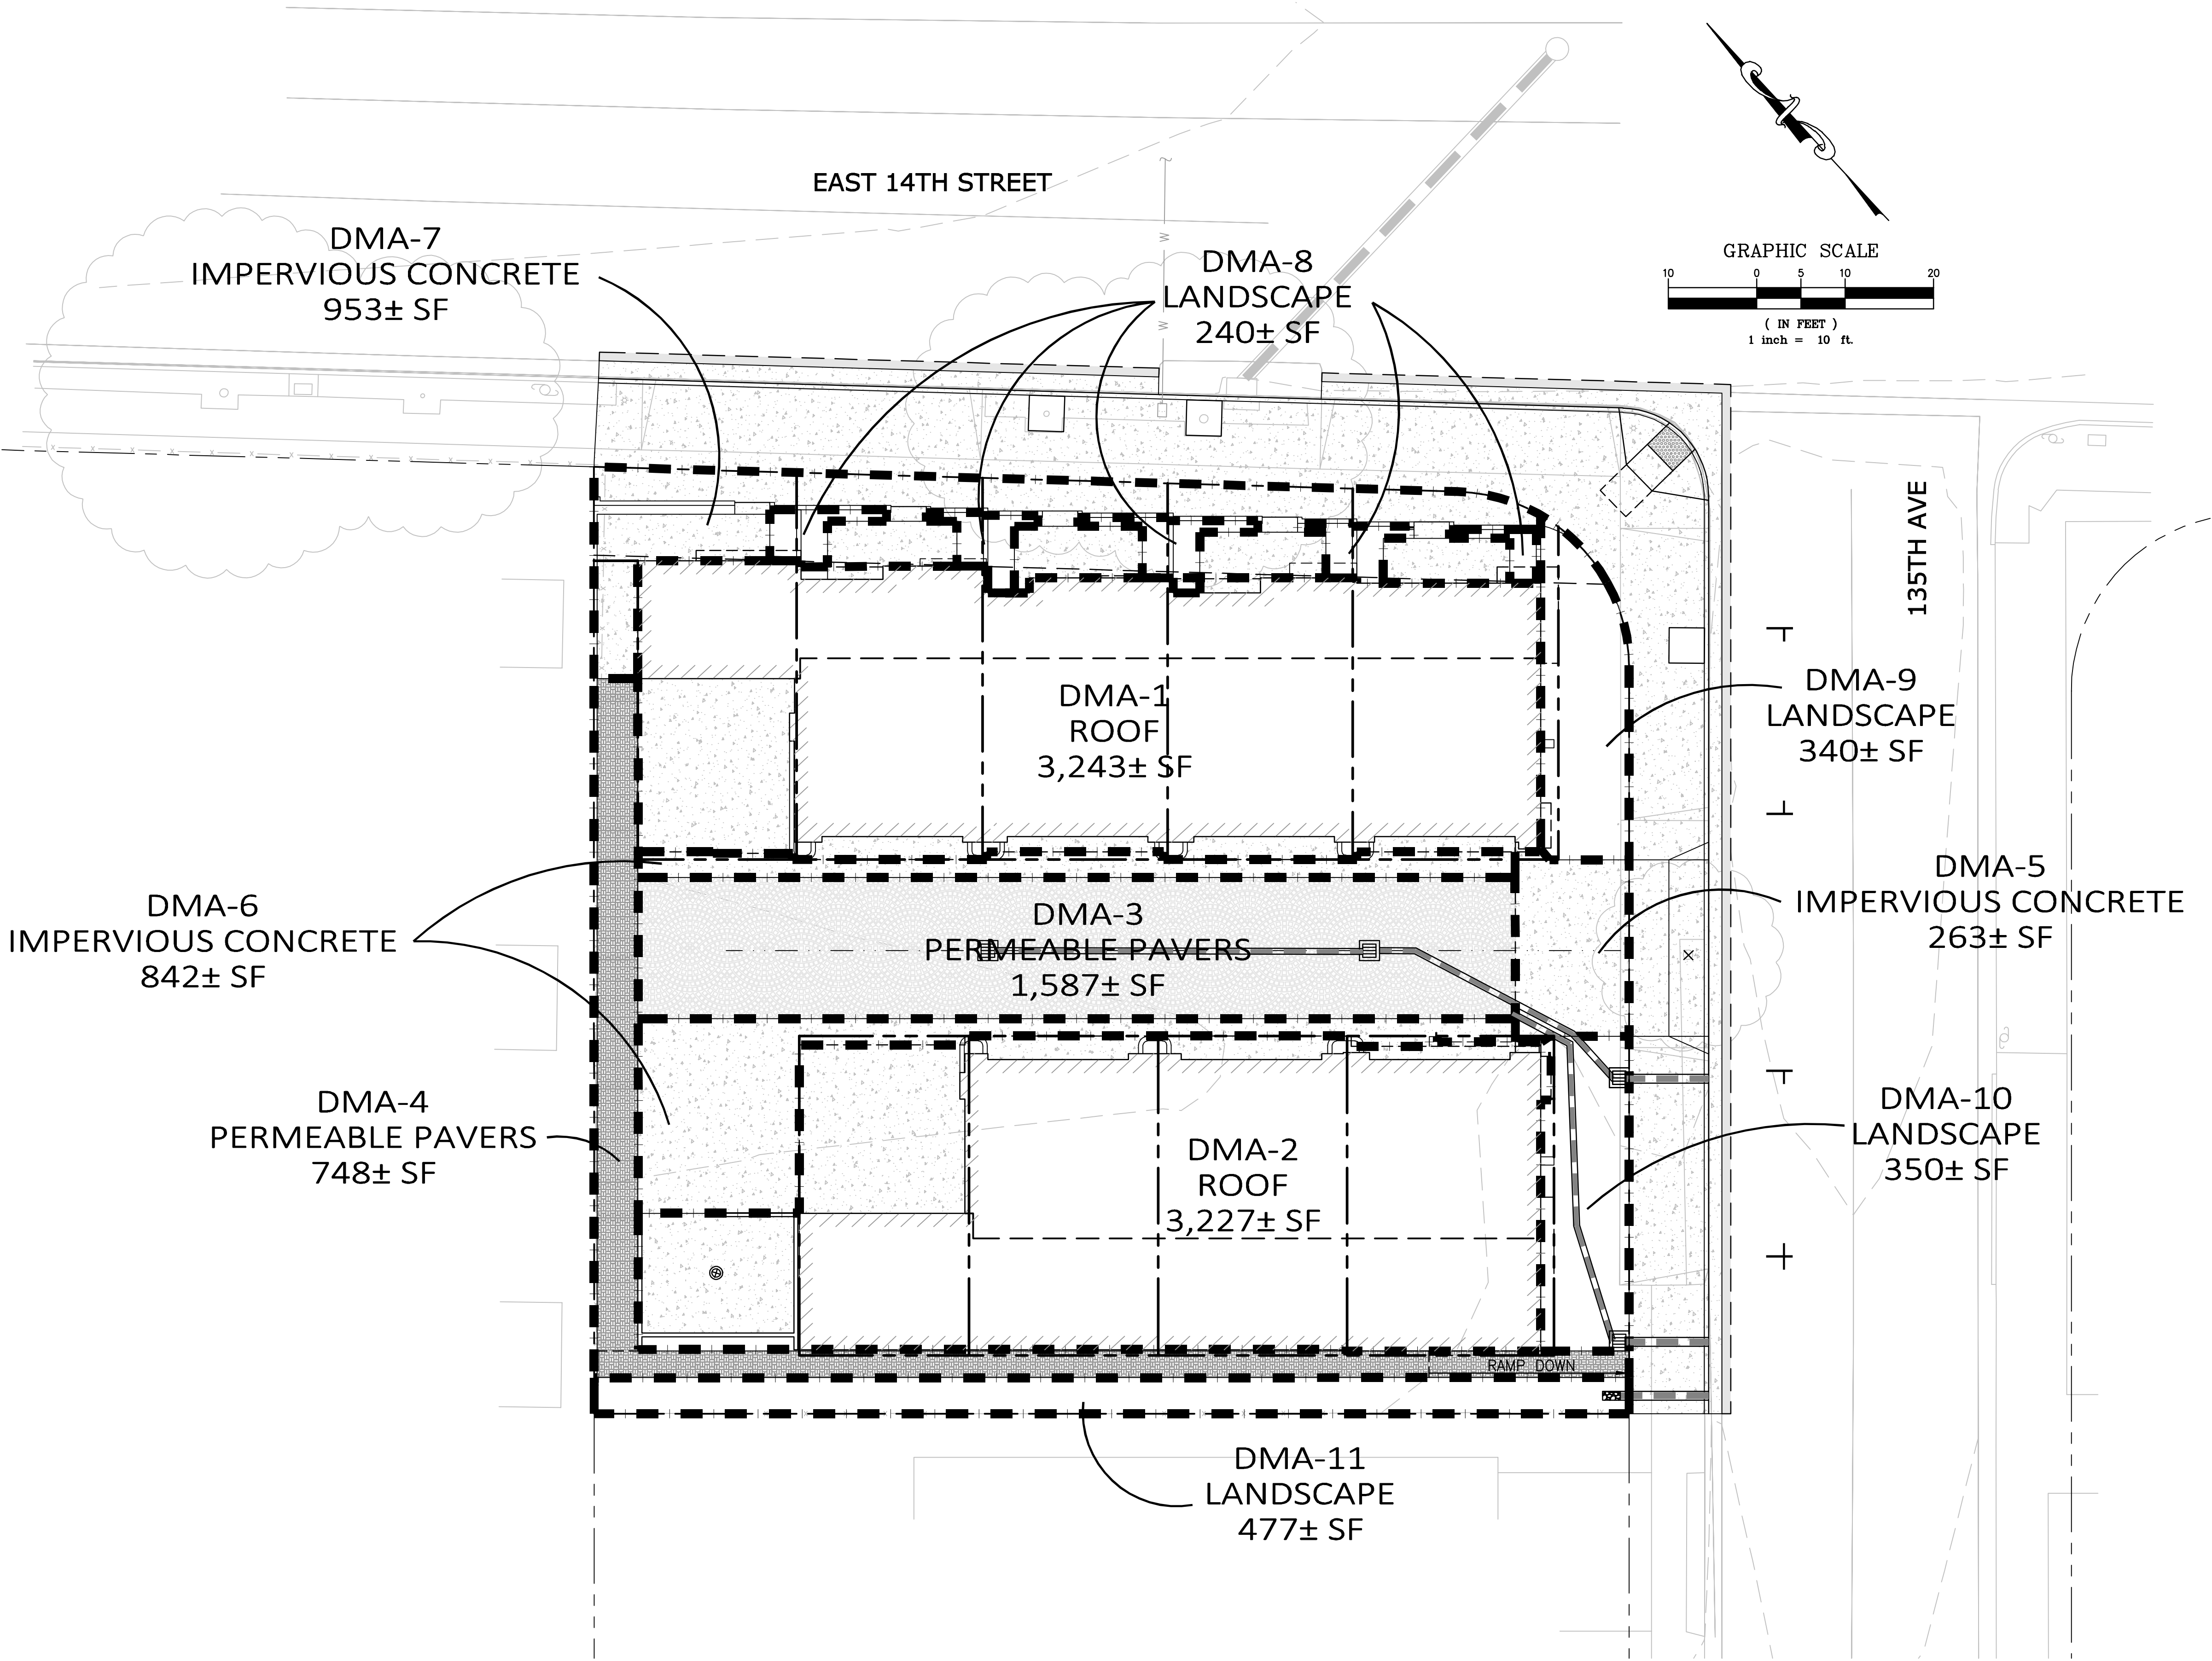 EAST 14TH STREET
DMA-7
IMPERVIOUS CONCRETE
953± SF
DMA-8
LANDSCAPE
240± SF
GRAPHIC SCALE
10 0 5 10 20
( IN FEET )
1 inch = 10 ft.
135TH AVE
DMA-1
ROOF
3,243± SF
DMA-9
LANDSCAPE
340± SF
DMA-6
IMPERVIOUS CONCRETE
842± SF
DMA-3
PERMEABLE PAVERS
1,587± SF
DMA-5
IMPERVIOUS CONCRETE
263± SF
DMA-4
PERMEABLE PAVERS
748± SF
DMA-2
ROOF
3,227± SF
DMA-10
LANDSCAPE
350± SF
RAMP DOWN
DMA-11
LANDSCAPE
477± SF